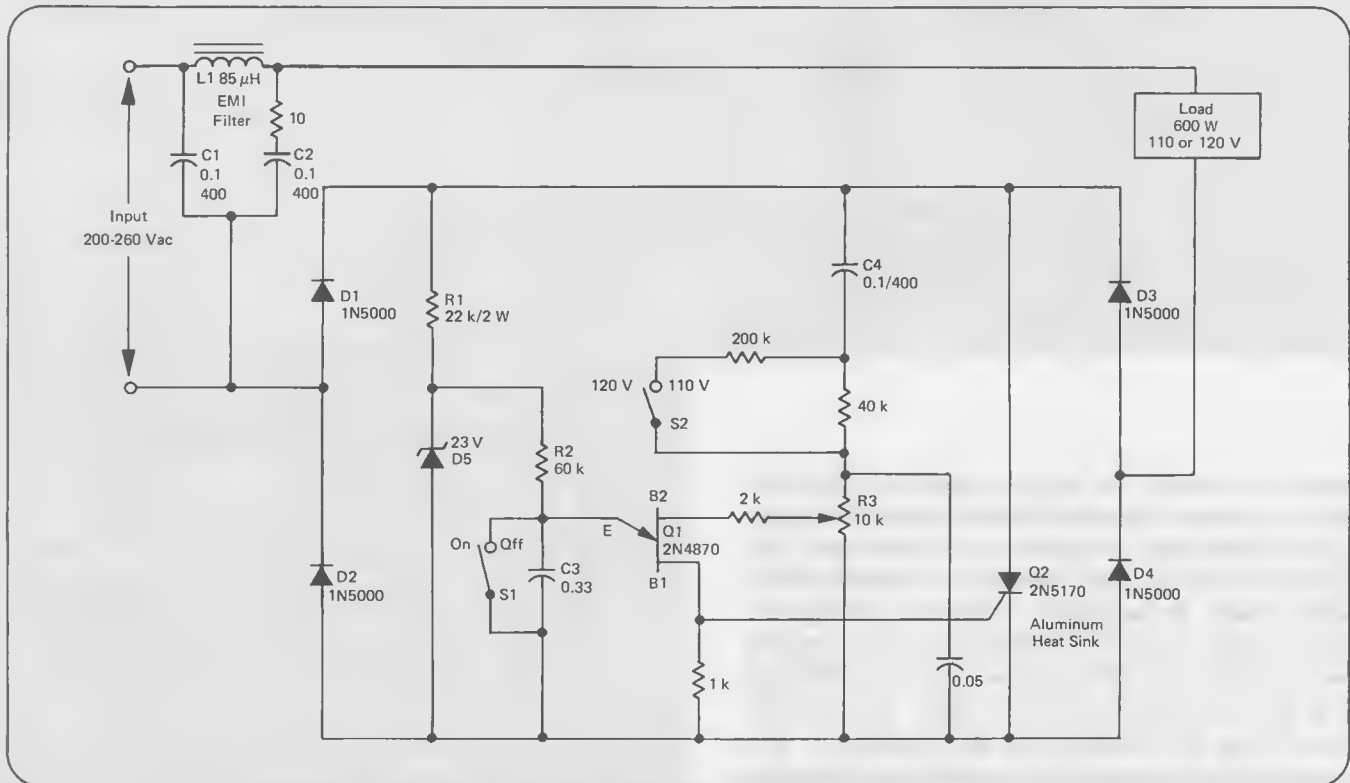 L1 85 µH
EMI
Filter
10
C1
0.1
400
C2
0.1
400
Input
200-260 Vac
Load
600 W
110 or 120 V
D1
1N5000
R1
22 k/2 W
C4
0.1/400
D3
1N5000
200 k
120 V
110 V
S2
40 k
23 V
D5
R2
60 k
B2
2 k
R3
10 k
On
Qff
E
Q1
2N4870
B1
C3
0.33
S1
D2
1N5000
Q2
2N5170
Aluminum
Heat Sink
D4
1N5000
1 k
0.05